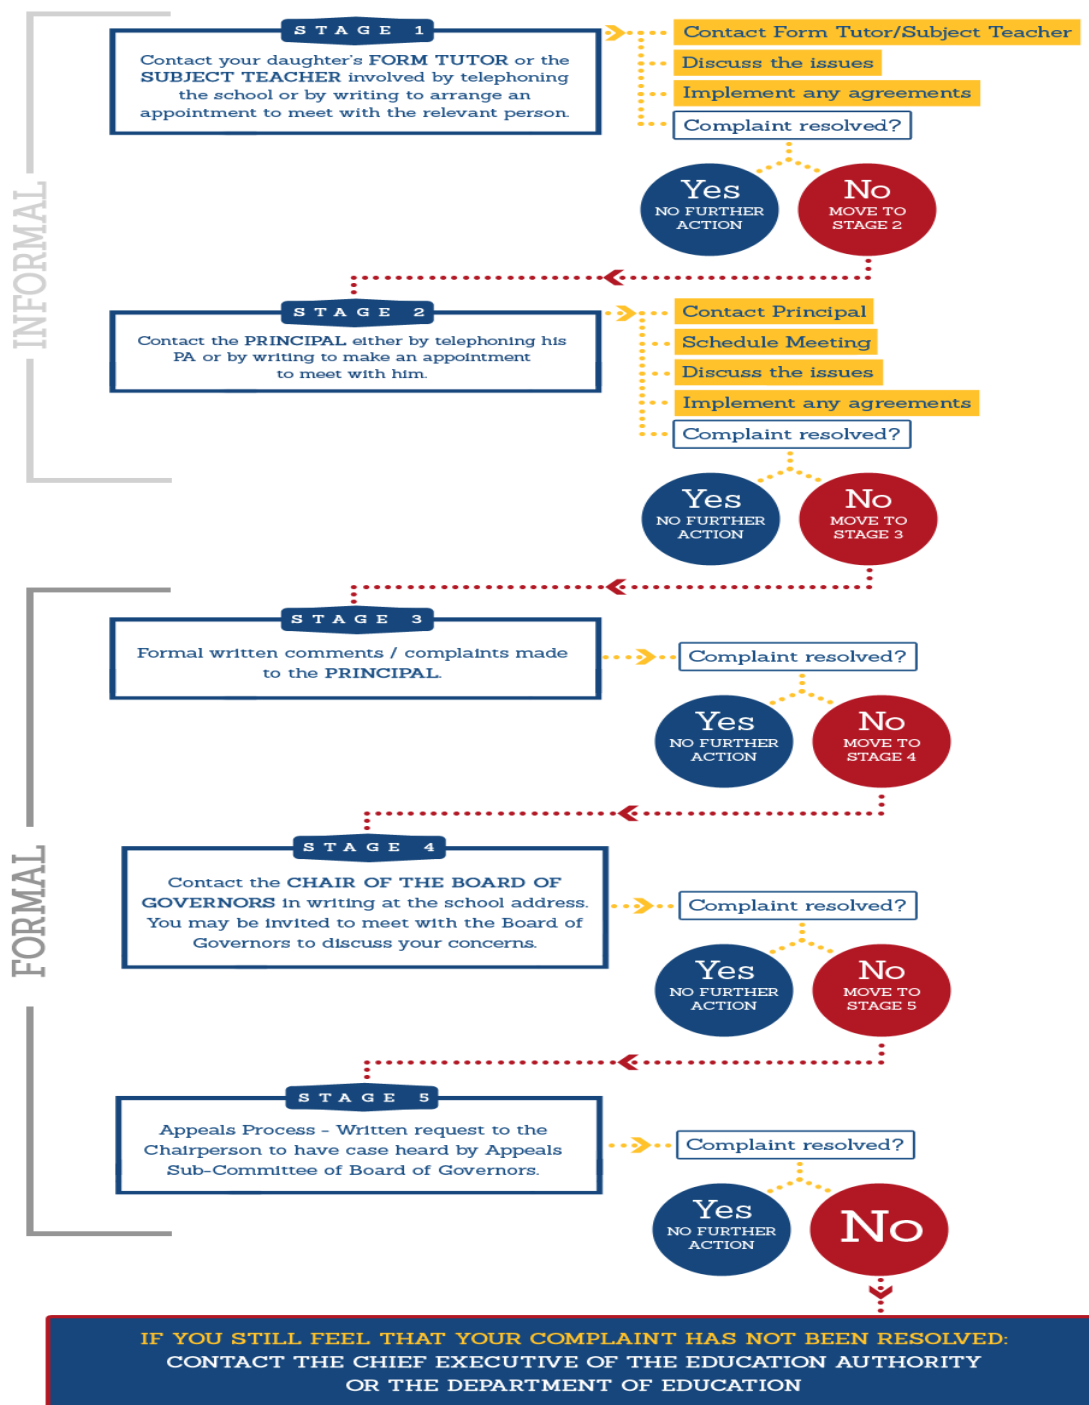 INFORMAL
STAGE 1
Contact your daughter's FORM TUTOR or the
SUBJECT TEACHER involved by telephoning
the school or by writing to arrange an
appointment to meet with the relevant person.
Contact Form Tutor/Subject Teacher
Discuss the issues
Implement any agreements
Complaint resolved?
Yes
NO FURTHER
ACTION
No
MOVE TO
STAGE 2
STAGE 2
Contact the PRINCIPAL either by telephoning his
PA or by writing to make an appointment
to meet with him.
Contact Principal
Schedule Meeting
Discuss the issues
Implement any agreements
Complaint resolved?
Yes
NO FURTHER
ACTION
No
MOVE TO
STAGE 3
FORMAL
STAGE 3
Formal written comments / complaints made
to the PRINCIPAL.
Complaint resolved?
Yes
NO FURTHER
ACTION
No
MOVE TO
STAGE 4
STAGE 4
Contact the CHAIR OF THE BOARD OF
GOVERNORS in writing at the school address.
You may be invited to meet with the Board of
Governors to discuss your concerns.
Complaint resolved?
Yes
NO FURTHER
ACTION
No
MOVE TO
STAGE 5
STAGE 5
Appeals Process - Written request to the
Chairperson to have case heard by Appeals
Sub-Committee of Board of Governors.
Complaint resolved?
Yes
NO FURTHER
ACTION
No
IF YOU STILL FEEL THAT YOUR COMPLAINT HAS NOT BEEN RESOLVED:
CONTACT THE CHIEF EXECUTIVE OF THE EDUCATION AUTHORITY
OR THE DEPARTMENT OF EDUCATION